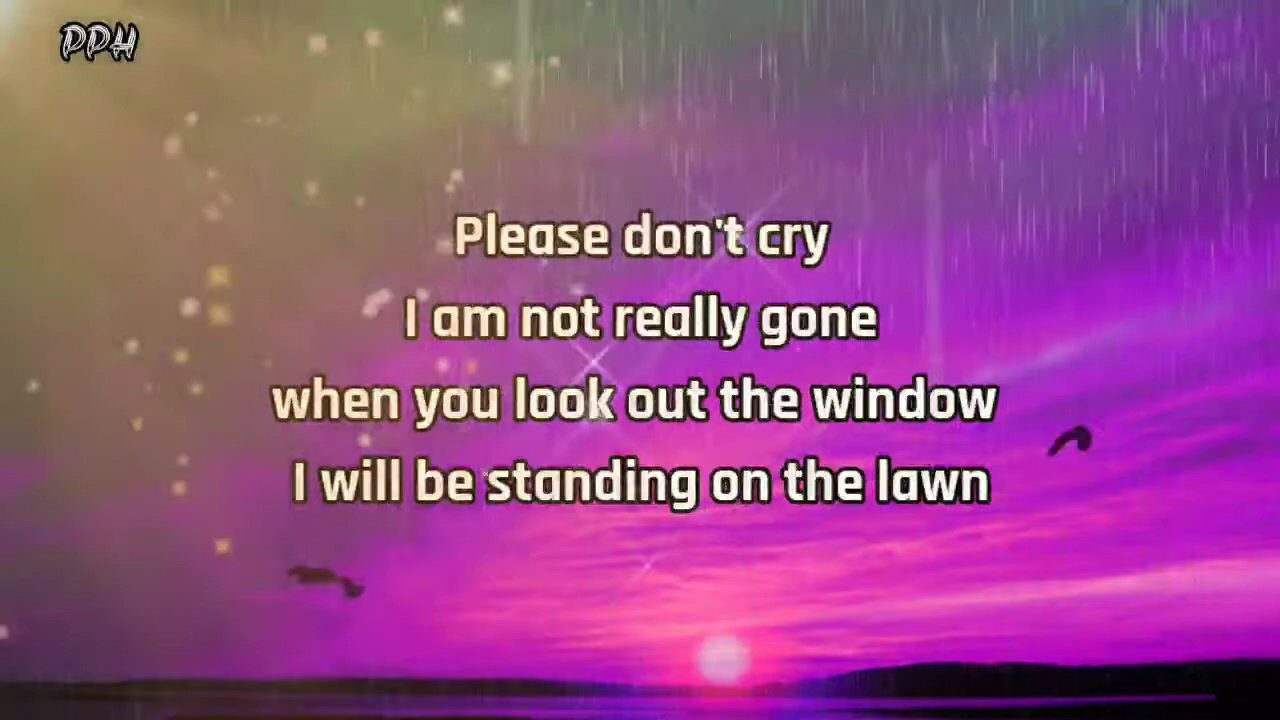 PPH
Please don't cry
I am not really gone
when you look out the window
I will be standing on the lawn